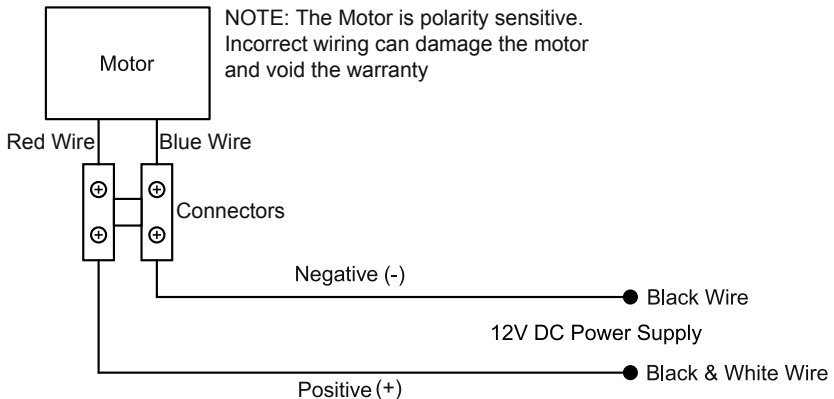 NOTE: The Motor is polarity sensitive.
Incorrect wiring can damage the motor
and void the warranty
Motor
Red Wire
Blue Wire
Connectors
Negative (-)
Black Wire
12V DC Power Supply
Black & White Wire
Positive (+)